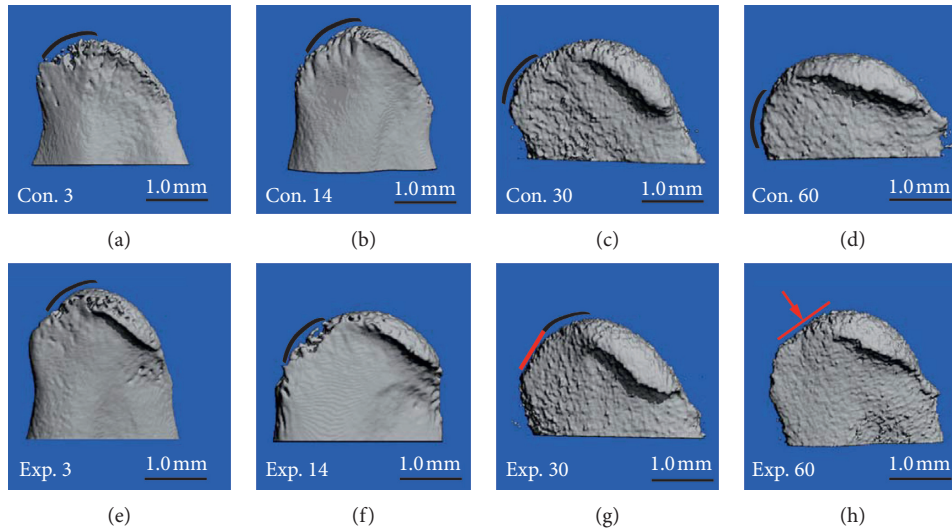 Con. 3 1.0 mm
Con. 14 1.0 mm
Con. 30 1.0 mm
Con. 60 1.0 mm
(a) (b) (c) (d)
Exp. 3 1.0 mm
Exp. 14 1.0 mm
Exp. 30 1.0 mm
Exp. 60 1.0 mm
(e) (f) (g) (h)